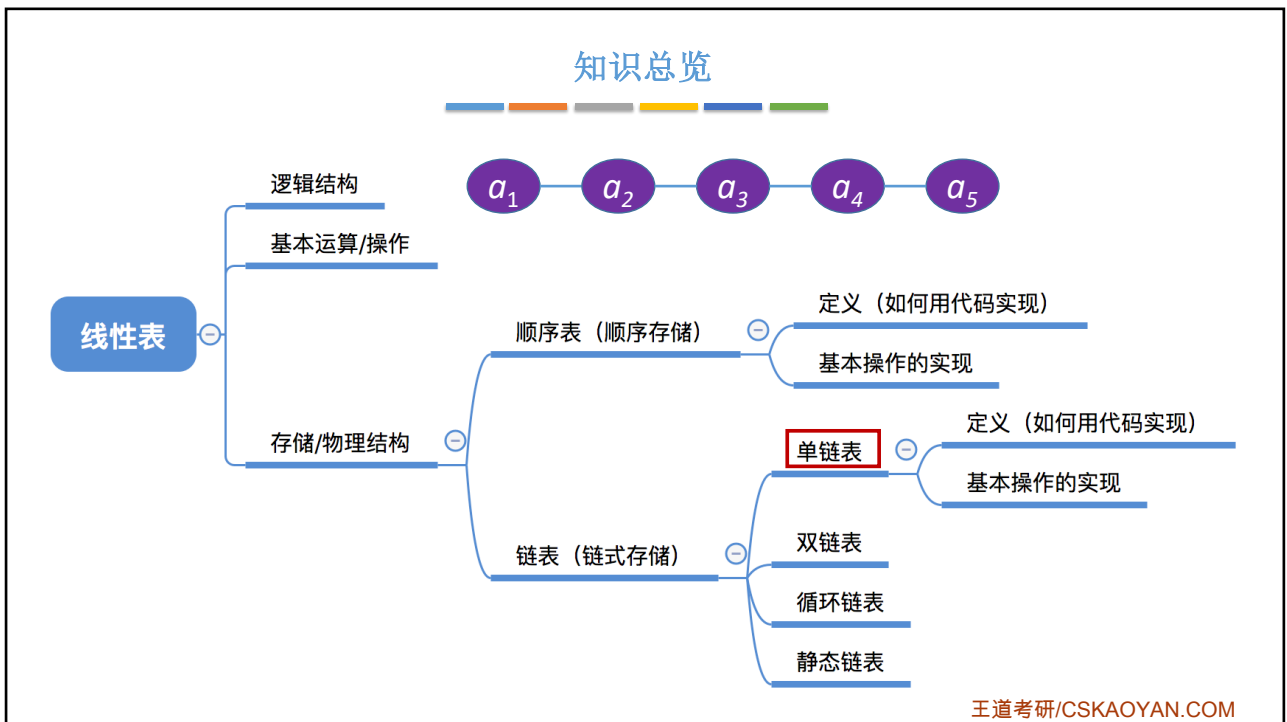 知识总览
逻辑结构
a1 a2 a3 a4 a5
基本运算/操作
线性表
存储/物理结构
顺序表（顺序存储）
定义（如何用代码实现）
基本操作的实现
链表（链式存储）
单链表
定义（如何用代码实现）
基本操作的实现
双链表
循环链表
静态链表
王道考研/CSKAOYAN.COM